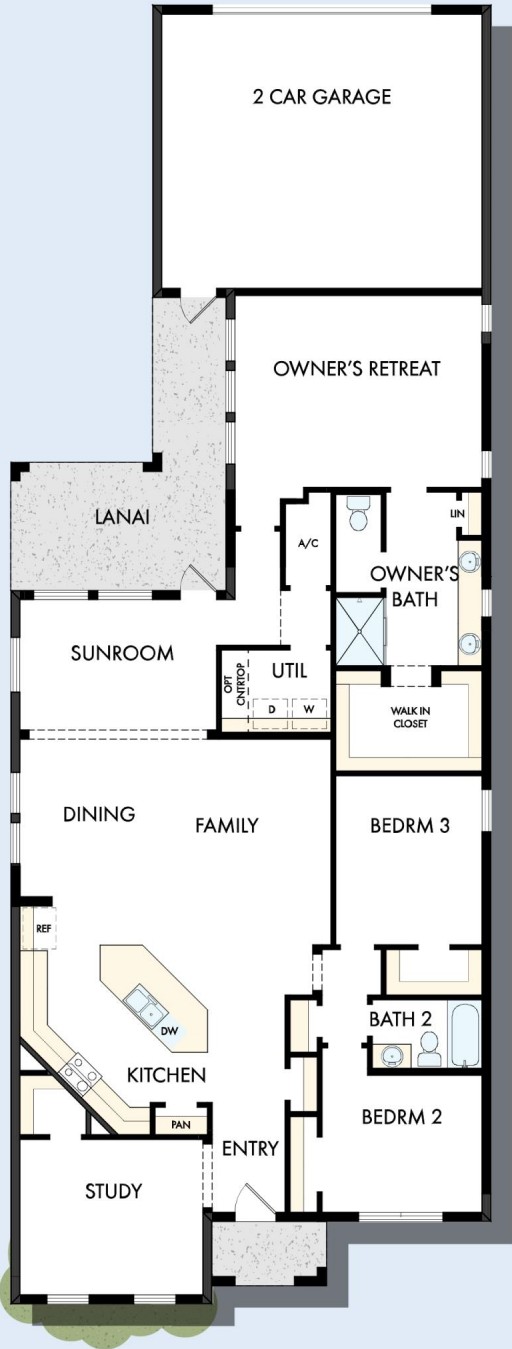 2 CAR GARAGE
OWNER'S RETREAT
LANAI
A/C
LIN
OWNER'S
BATH
SUNROOM
OPT
CNTRTOP
UTIL
D
W
WALK IN
CLOSET
DINING
FAMILY
BEDRM 3
REF
DW
BATH 2
KITCHEN
PAN
BEDRM 2
ENTRY
STUDY